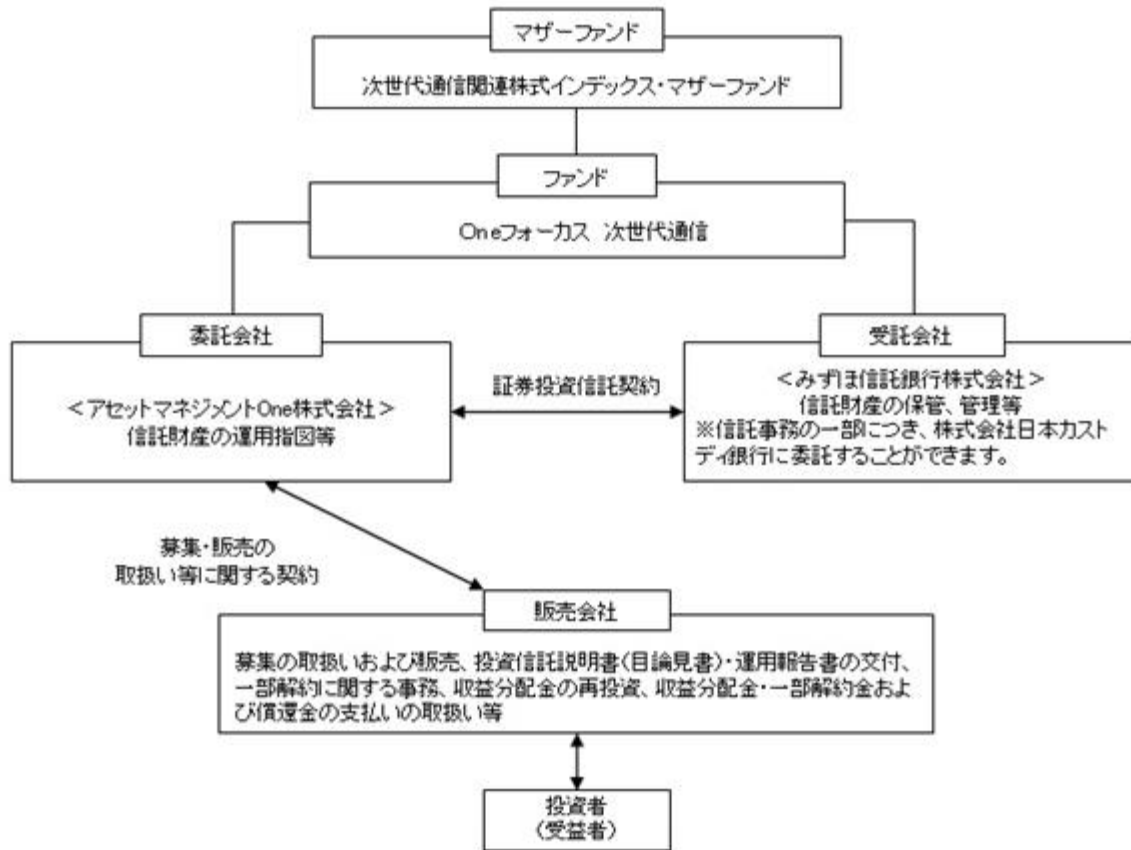 マザーファンド
次世代通信関連株式インデックス・マザーファンド
ファンド
Oneフォーカス 次世代通信
委託会社
＜アセットマネジメントOne株式会社＞
信託財産の運用指図等
証券投資信託契約
受託会社
＜みずほ信託銀行株式会社＞
信託財産の保管、管理等
※信託事務の一部につき、株式会社日本カスト
ディ銀行に委託することができます。
募集・販売の
取扱い等に関する契約
販売会社
募集の取扱いおよび販売、投資信託説明書(目論見書)・運用報告書の交付、
一部解約に関する事務、収益分配金の再投資、収益分配金・一部解約金およ
び償還金の支払いの取扱い等
投資者
（受益者）